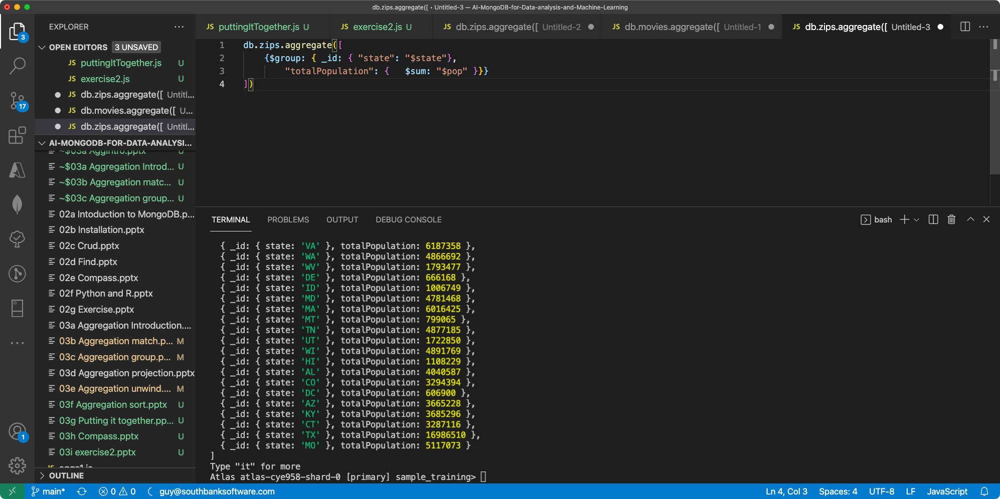 db.zips.aggregate([ • Untitled-3 — AI-MongoDB-for-Data-analysis-and-Machine-Learning
EXPLORER
JS puttingItTogether.js U
JS exercise2.js U
JS db.zips.aggregate([ Untitled-2
JS db.movies.aggregate([ Untitled-1
JS db.zips.aggregate([ Untitled-3
3
OPEN EDITORS 3 UNSAVED
JS puttingItTogether.js U
JS exercise2.js U
JS db.zips.aggregate([ Untitl...
JS db.movies.aggregate([ U...
JS db.zips.aggregate([ Untitl...
17
AI-MONGODB-FOR-DATA-ANALYSI...
~$03a AggIntro.pptx U
~$03a Aggregation Introd... U
~$03b Aggregation matc... U
~$03c Aggregation group... U
02a Intoduction to MongoDB.p...
02b Installation.pptx
02c Crud.pptx
02d Find.pptx
02e Compass.pptx
02f Python and R.pptx
02g Exercise.pptx
03a Aggregation Introduction....
03b Aggregation match.p... M
03c Aggregation group.p... M
03d Aggregation projection.pptx
03e Aggregation unwind.... M
03f Aggregation sort.pptx U
03g Putting it together.pp... U
03h Compass.pptx U
03i exercise2.pptx U
JS aggs1.js
1
OUTLINE
1 db.zips.aggregate([
2 {$group: { _id: { "state": "$state"},
3 "totalPopulation": { $sum: "$pop" }}}
4 ])
TERMINAL PROBLEMS OUTPUT DEBUG CONSOLE
bash
{ _id: { state: 'VA' }, totalPopulation: 6187358 },
{ _id: { state: 'WA' }, totalPopulation: 4866692 },
{ _id: { state: 'WV' }, totalPopulation: 1793477 },
{ _id: { state: 'DE' }, totalPopulation: 666168 },
{ _id: { state: 'ID' }, totalPopulation: 1006749 },
{ _id: { state: 'MD' }, totalPopulation: 4781468 },
{ _id: { state: 'MA' }, totalPopulation: 6016425 },
{ _id: { state: 'MT' }, totalPopulation: 799065 },
{ _id: { state: 'TN' }, totalPopulation: 4877185 },
{ _id: { state: 'UT' }, totalPopulation: 1722850 },
{ _id: { state: 'WI' }, totalPopulation: 4891769 },
{ _id: { state: 'HI' }, totalPopulation: 1108229 },
{ _id: { state: 'AL' }, totalPopulation: 4040587 },
{ _id: { state: 'CO' }, totalPopulation: 3294394 },
{ _id: { state: 'DC' }, totalPopulation: 606900 },
{ _id: { state: 'AZ' }, totalPopulation: 3665228 },
{ _id: { state: 'KY' }, totalPopulation: 3685296 },
{ _id: { state: 'CT' }, totalPopulation: 3287116 },
{ _id: { state: 'TX' }, totalPopulation: 16986510 },
{ _id: { state: 'MO' }, totalPopulation: 5117073 }
]
Type "it" for more
Atlas atlas-cye958-shard-0 [primary] sample_training>
main* 0 0 guy@southbanksoftware.com Ln 4, Col 3 Spaces: 4 UTF-8 LF JavaScript